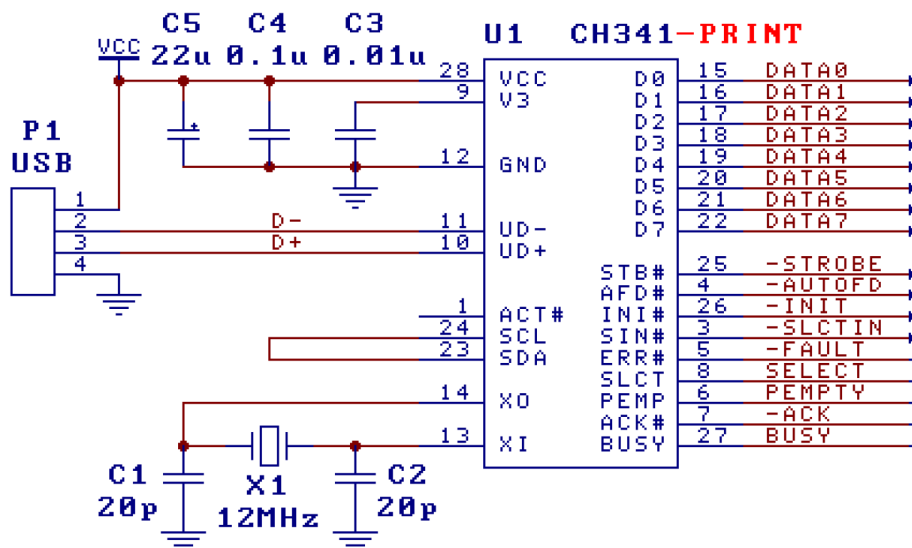 C5 C4 C3 U1 CH341-PRINT
VCC 22u 0.1u 0.01u
28 VCC D0 15 DATA0
9 V3 D1 16 DATA1
D2 17 DATA2
P1 D3 18 DATA3
USB 12 GND D4 19 DATA4
D5 20 DATA5
1 D6 21 DATA6
2 D- 11 UD- D7 22 DATA7
3 D+ 10 UD+
4 STB# 25 -STROBE
AFD# 4 -AUTOFD
1 ACT# INI# 26 -INIT
24 SCL SIN# 3 -SLCTIN
23 SDA ERR# 5 -FAULT
SLCT 8 SELECT
14 XO PEMP 6 PEMPTY
ACK# 7 -ACK
13 XI BUSY 27 BUSY
C1 X1 C2
20p 12MHz 20p